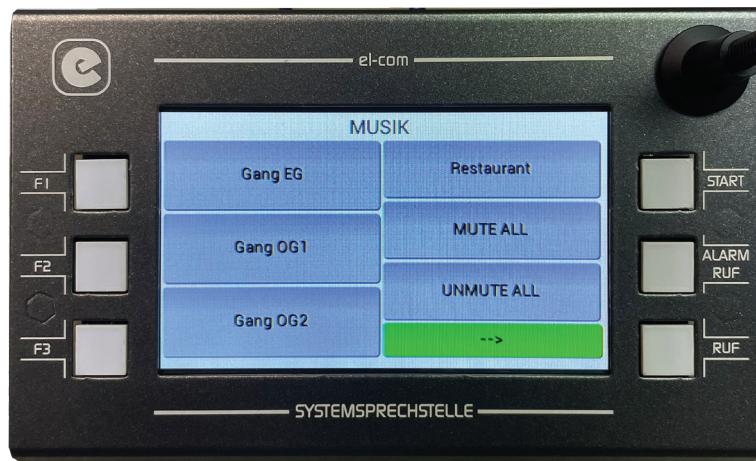 el-com
MUSIK
F1
Gang EG
Restaurant
START
Gang OG1
MUTE ALL
F2
ALARM
RUF
UNMUTE ALL
Gang OG2
F3
-->
RUF
SYSTEMSPRECHSTELLE